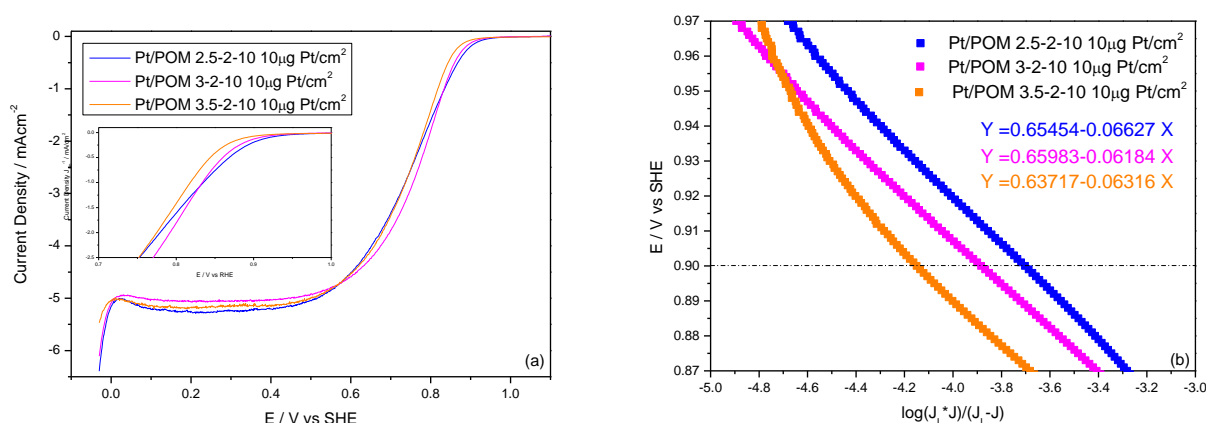 0
-1
-2
-3
-4
-5
-6
Current Density / mAcm⁻²
Pt/POM 2.5-2-10 10μg Pt/cm²
Pt/POM 3-2-10 10μg Pt/cm²
Pt/POM 3.5-2-10 10μg Pt/cm²
0.0
-0.5
-1.0
-1.5
-2.0
-2.5
0.7 0.8 0.9 1.0
E / V vs RHE
(a)
0.0 0.2 0.4 0.6 0.8 1.0
E / V vs SHE
0.97
0.96
0.95
0.94
0.93
0.92
0.91
0.90
0.89
0.88
0.87
E / V vs SHE
Pt/POM 2.5-2-10 10μg Pt/cm²
Pt/POM 3-2-10 10μg Pt/cm²
Pt/POM 3.5-2-10 10μg Pt/cm²
Y =0.65454-0.06627 X
Y =0.65983-0.06184 X
Y =0.63717-0.06316 X
(b)
-5.0 -4.8 -4.6 -4.4 -4.2 -4.0 -3.8 -3.6 -3.4 -3.2 -3.0
log(J_L*J)/(J_L-J)